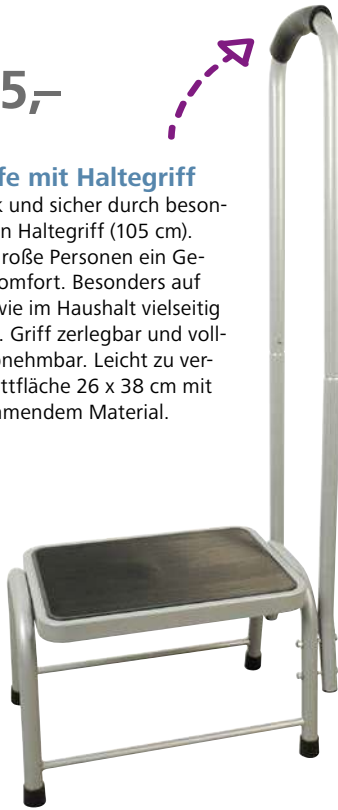 5,–
fe mit Haltegriff
k und sicher durch beson-
n Haltegriff (105 cm).
roße Personen ein Ge-
omfort. Besonders auf
wie im Haushalt vielseitig
. Griff zerlegbar und voll-
nehmbar. Leicht zu ver-
ttfläche 26 x 38 cm mit
mendem Material.